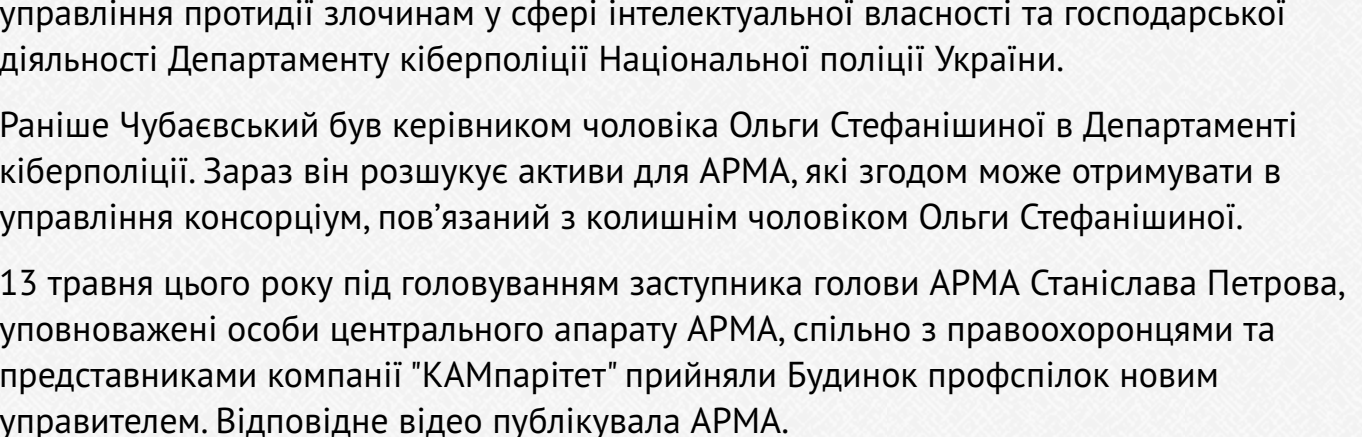 управління протидії злочинам у сфері інтелектуальної власності та господарської
діяльності Департаменту кіберполіції Національної поліції України.
Раніше Чубаєвський був керівником чоловіка Ольги Стефанішиної в Департаменті
кіберполіції. Зараз він розшукує активи для АРМА, які згодом може отримувати в
управління консорціум, пов’язаний з колишнім чоловіком Ольги Стефанішиної.
13 травня цього року під головуванням заступника голови АРМА Станіслава Петрова,
уповноважені особи центрального апарату АРМА, спільно з правоохоронцями та
представниками компанії "КАМпарітет" прийняли Будинок профспілок новим
управителем. Відповідне відео публікувала АРМА.